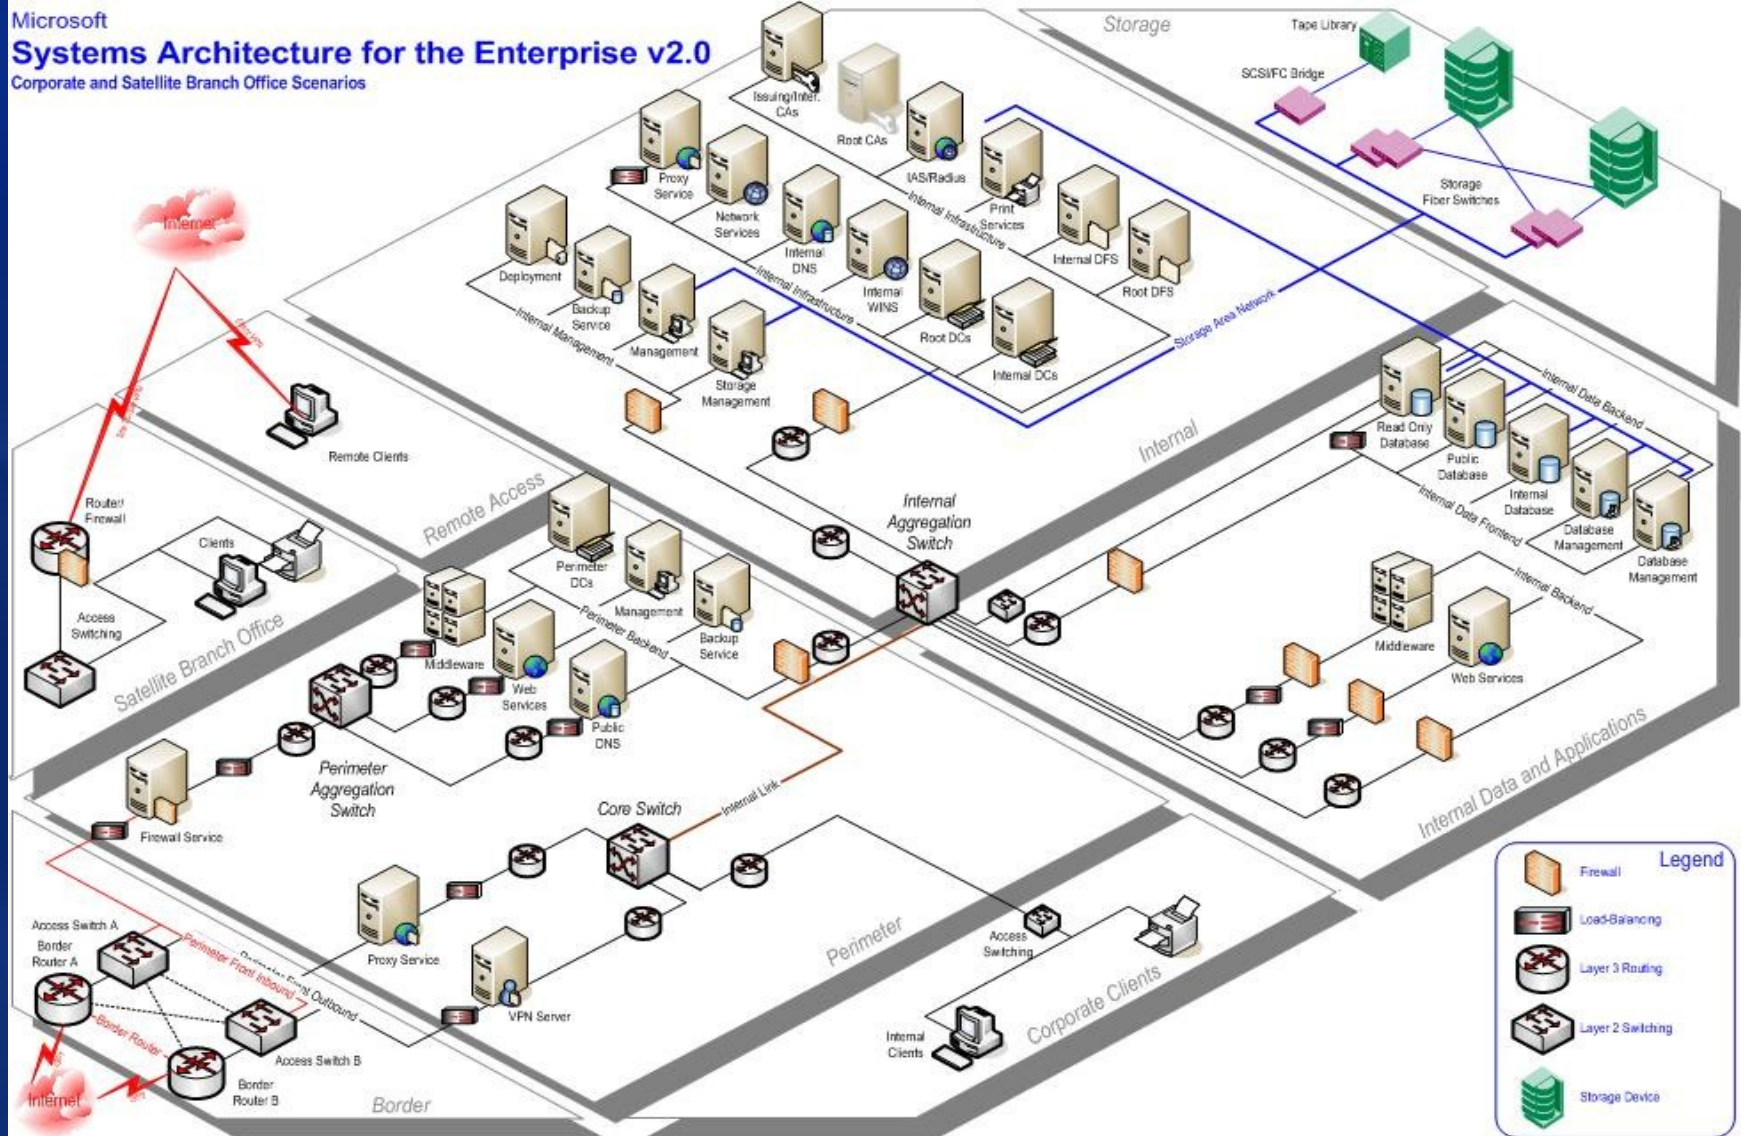 Microsoft
Systems Architecture for the Enterprise v2.0
Corporate and Satellite Branch Office Scenarios
Storage
Tape Library
SCSI/FC Bridge
Storage
Fiber Switches
Issuing/Inter.
CAs
Root CAs
IAS/Radius
Print
Services
Internal DFS
Root DFS
Internal Infrastructure
Proxy
Service
Network
Services
Internal
DNS
Internal
WINS
Root DCs
Internal DCs
Internal Infrastructure
Deployment
Backup
Service
Management
Storage
Management
Internal Management
Storage Area Network
Internal
Internet
Remote Clients
Remote Access
Router/
Firewall
Clients
Access
Switching
Satellite Branch Office
Read Only
Database
Public
Database
Internal
Database
Database
Management
Database
Management
Internal Data Backend
Internal Data Frontend
Internal
Aggregation
Switch
Internal Backend
Middleware
Web Services
Internal Data and Applications
Perimeter
DCs
Management
Backup
Service
Perimeter Backend
Middleware
Web
Services
Public
DNS
Perimeter
Aggregation
Switch
Firewall Service
Core Switch
Internal Link
Proxy Service
VPN Server
Perimeter
Access
Switching
Internal
Clients
Corporate Clients
Access Switch A
Border
Router A
Perimeter Front Inbound
Outbound
Border Router
Access Switch B
Border
Router B
Internet
Border
Legend
Firewall
Load-Balancing
Layer 3 Routing
Layer 2 Switching
Storage Device